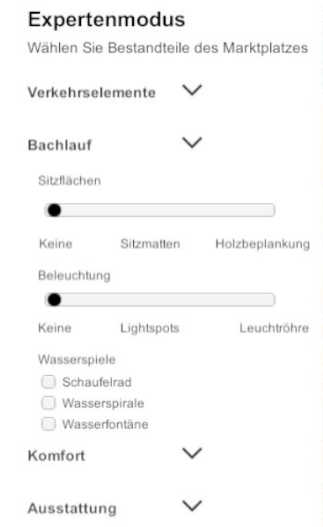 Expertenmodus
Wählen Sie Bestandteile des Marktplatzes
Verkehrselemente
Bachlauf
Sitzflächen
Keine Sitzmatten Holzbeplankung
Beleuchtung
Keine Lightspots Leuchtröhre
Wasserspiele
Schaufelrad
Wasserspirale
Wasserfontäne
Komfort
Ausstattung